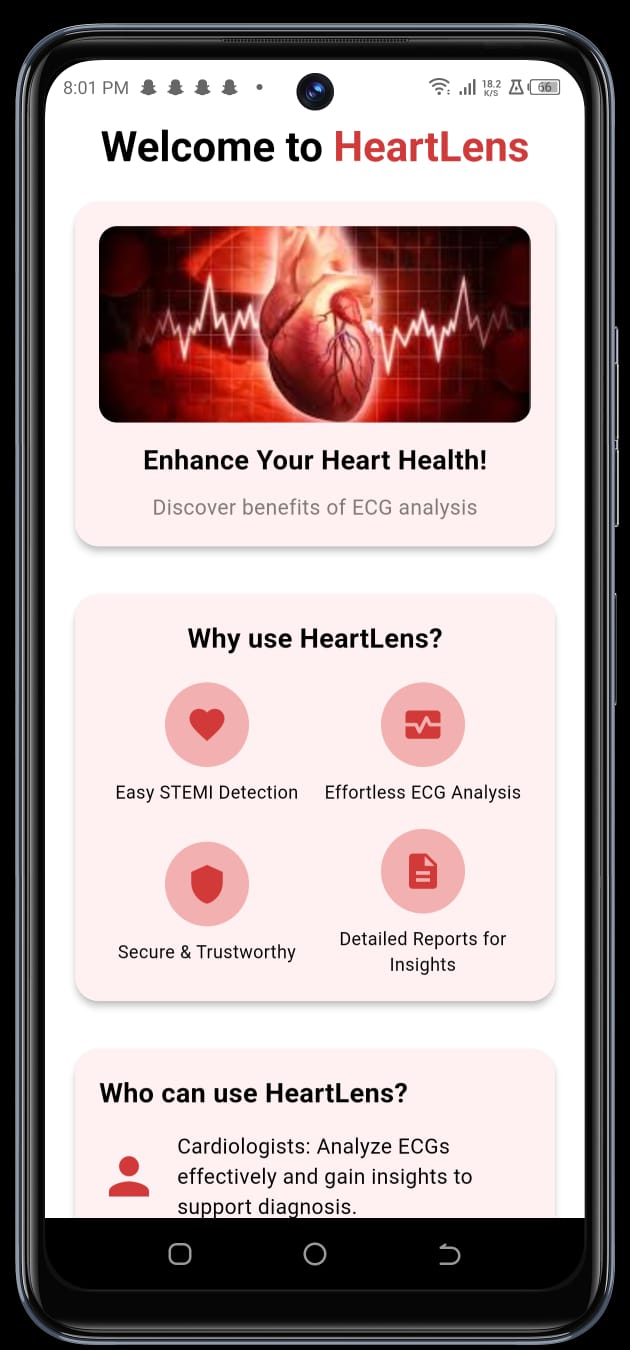 8:01 PM
18.2
K/S
66
Welcome to HeartLens
Enhance Your Heart Health!
Discover benefits of ECG analysis
Why use HeartLens?
Easy STEMI Detection
Effortless ECG Analysis
Secure & Trustworthy
Detailed Reports for
Insights
Who can use HeartLens?
Cardiologists: Analyze ECGs
effectively and gain insights to
support diagnosis.